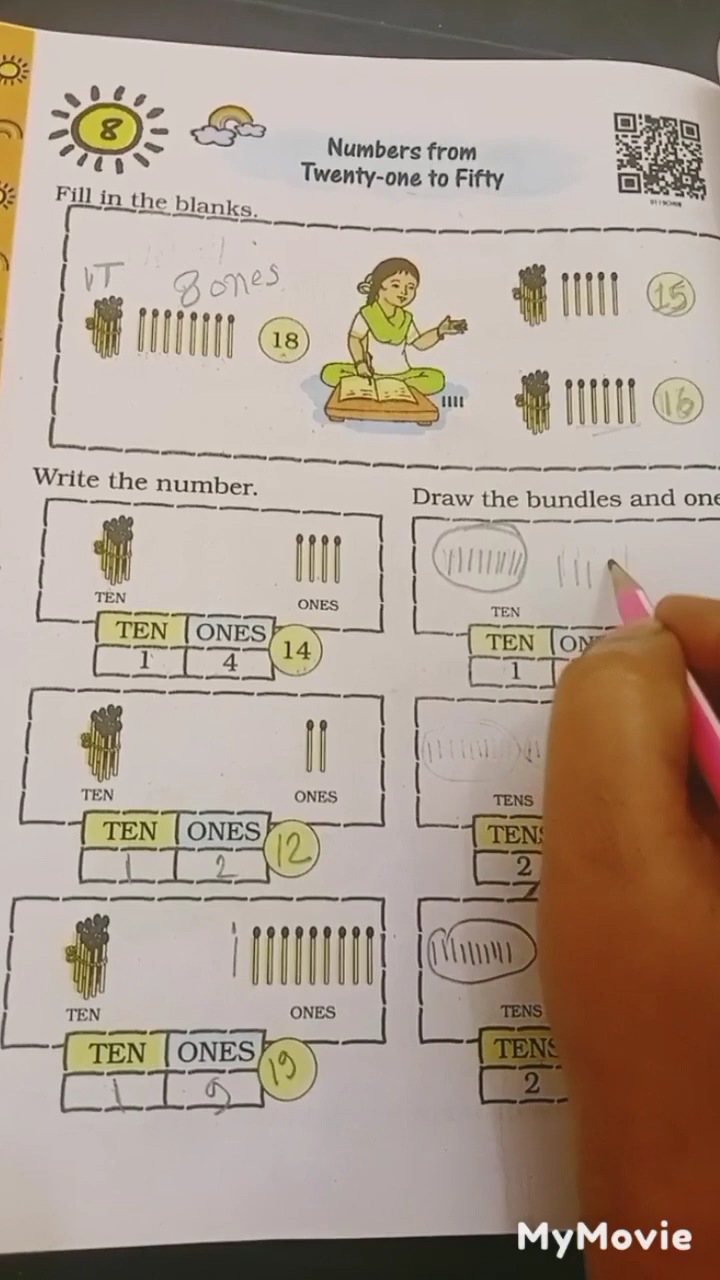 8
Numbers from
Twenty-one to Fifty
Fill in the blanks.
1T 8 ones
18
15
16
Write the number.
TEN ONES
TEN ONES
1 4
14
TEN ONES
TEN ONES
1 2
12
TEN ONES
TEN ONES
1 9
19
Draw the bundles and one
TEN
TEN ON
1
TENS
TENS
2
TENS
TENS
2
MyMovie